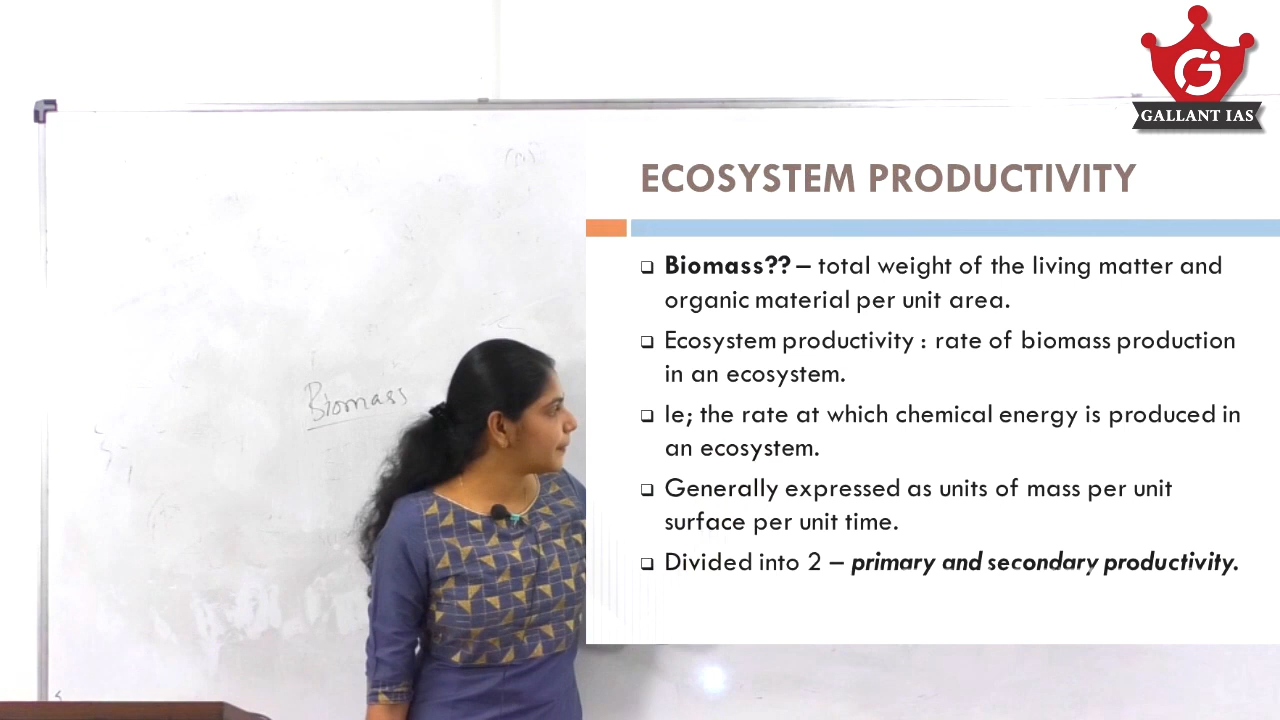 GALLANT IAS
ECOSYSTEM PRODUCTIVITY
Biomass?? – total weight of the living matter and
organic material per unit area.
Ecosystem productivity : rate of biomass production
in an ecosystem.
Ie; the rate at which chemical energy is produced in
an ecosystem.
Generally expressed as units of mass per unit
surface per unit time.
Divided into 2 – primary and secondary productivity.
Biomass